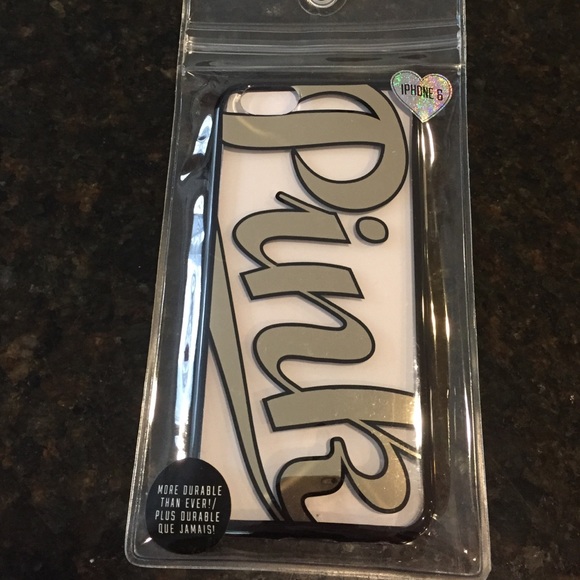 IPHONE 6
Pink
MORE DURABLE
THAN EVER!/
PLUS DURABLE
QUE JAMAIS!